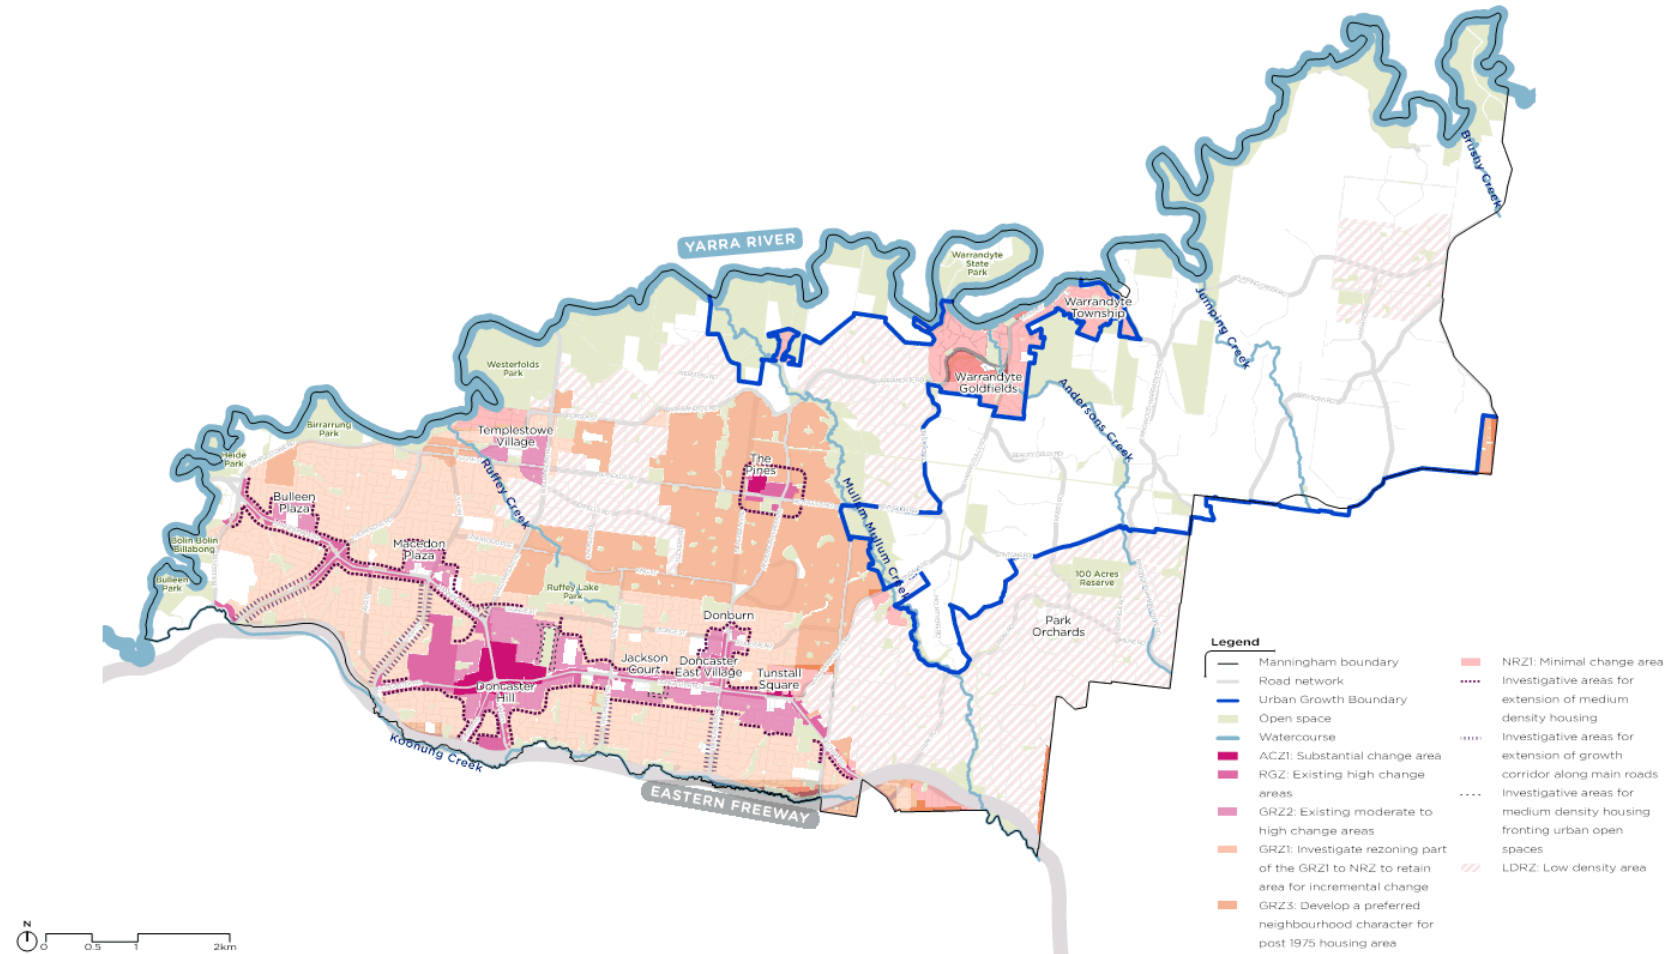 YARRA RIVER
Warrandyte
State
Park
Brushy Creek
Warrandyte
Township
Jumping Creek
JUMPING CREEK RD
Westerfolds
Park
Warrandyte
Goldfields
Andersons Creek
Birrarrung
Park
Templestowe
Village
Heide
Park
The
Pines
Ruffey Creek
Mullum Mullum Creek
Bulleen
Plaza
Bolin Bolin
Billabong
Macedon
Plaza
Bulleen
Park
Ruffey Lake
Park
100 Acres
Reserve
Donburn
Park
Orchards
Jackson
Court
Doncaster
East Village
Tunstall
Square
Doncaster
Hill
Koonung Creek
EASTERN FREEWAY
Legend
Manningham boundary
Road network
Urban Growth Boundary
Open space
Watercourse
ACZ1: Substantial change area
RGZ: Existing high change
areas
GRZ2: Existing moderate to
high change areas
GRZ1: Investigate rezoning part
of the GRZ1 to NRZ to retain
area for incremental change
GRZ3: Develop a preferred
neighbourhood character for
post 1975 housing area
NRZ1: Minimal change area
Investigative areas for
extension of medium
density housing
Investigative areas for
extension of growth
corridor along main roads
Investigative areas for
medium density housing
fronting urban open
spaces
LDRZ: Low density area
N
0 0.5 1 2km